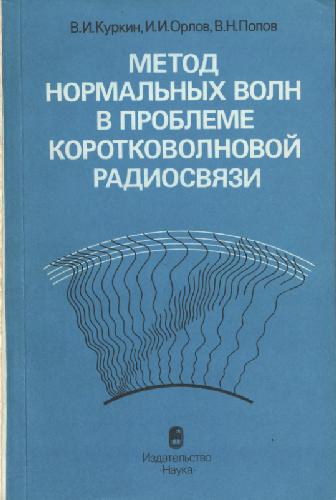 В.И.Куркин, И.И.Орлов, В.Н.Попов
МЕТОД
НОРМАЛЬНЫХ ВОЛН
В ПРОБЛЕМЕ
КОРОТКОВОЛНОВОЙ
РАДИОСВЯЗИ
Издательство
·Наука·